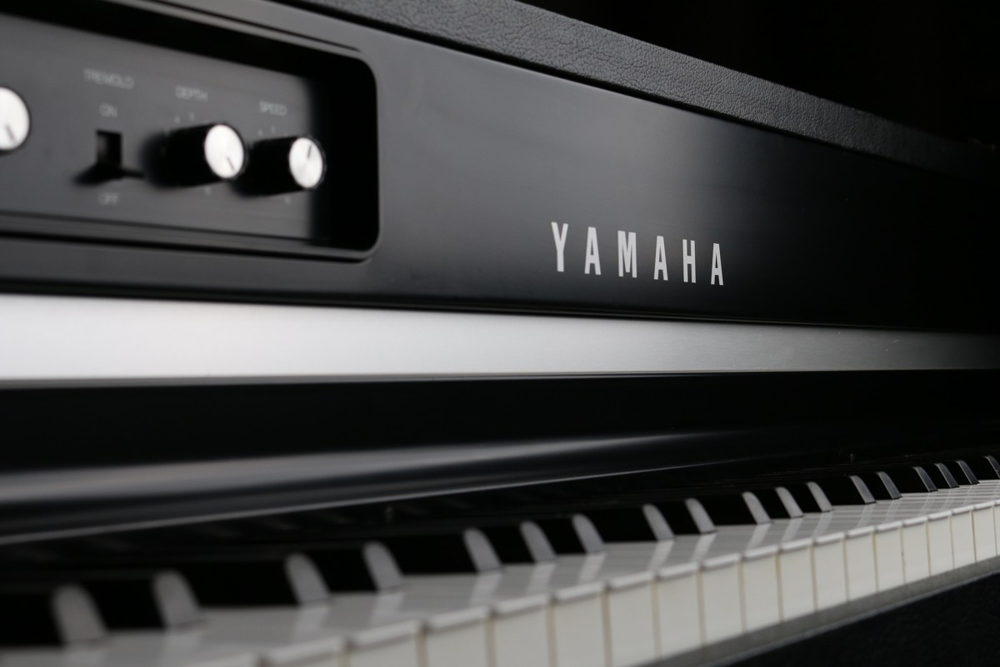 TREMOLO
DEPTH
SPEED
ON
OFF
YAMAHA